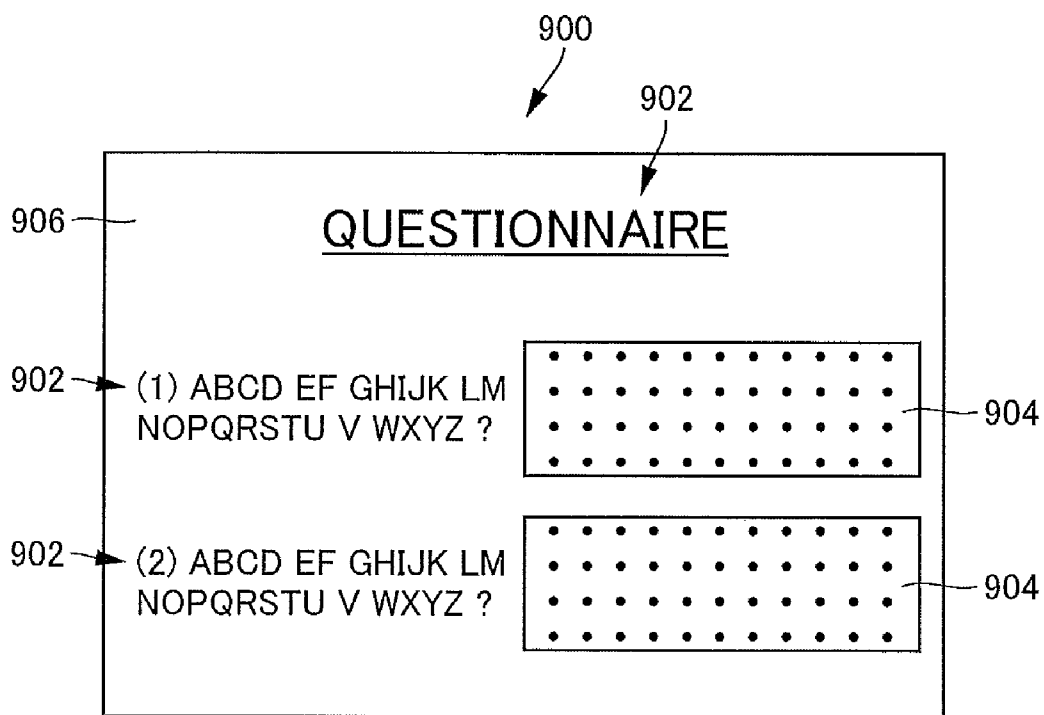 900
902
906
QUESTIONNAIRE
902
(1) ABCD EF GHIJK LM
NOPQRSTU V WXYZ ?
904
902
(2) ABCD EF GHIJK LM
NOPQRSTU V WXYZ ?
904